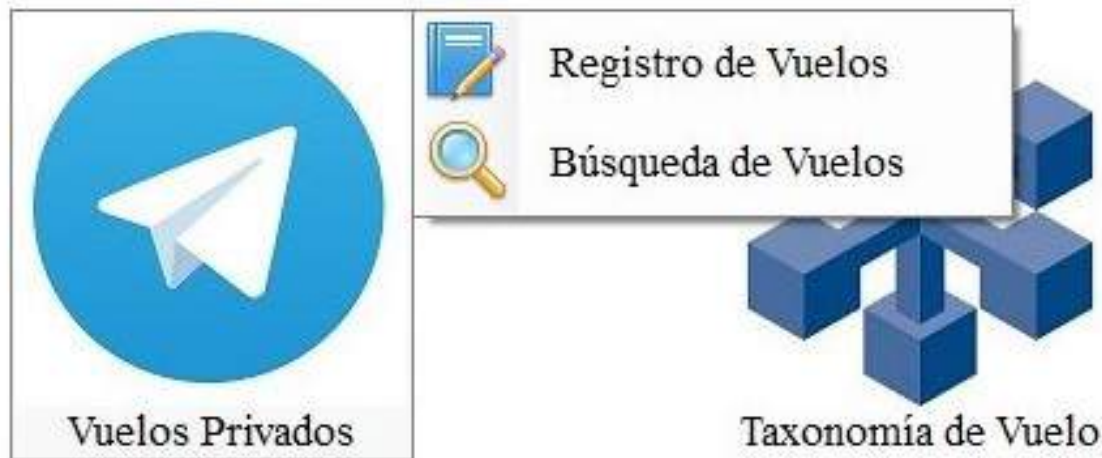 Registro de Vuelos
Búsqueda de Vuelos
Vuelos Privados
Taxonomía de Vuelo